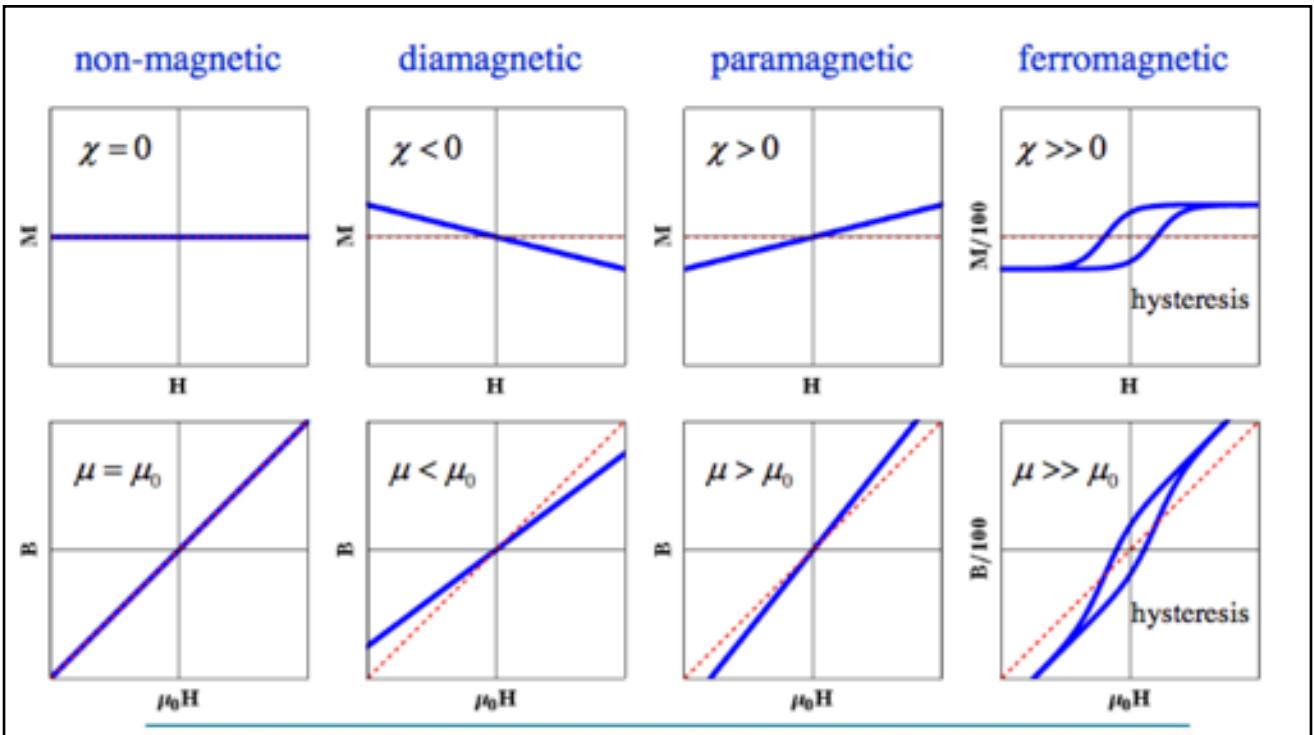 non-magnetic diamagnetic paramagnetic ferromagnetic
χ = 0 χ < 0 χ > 0 χ >> 0
M M M M/100
hysteresis
H H H H
μ = μ₀ μ < μ₀ μ > μ₀ μ >> μ₀
B B B B/100
hysteresis
μ₀H μ₀H μ₀H μ₀H